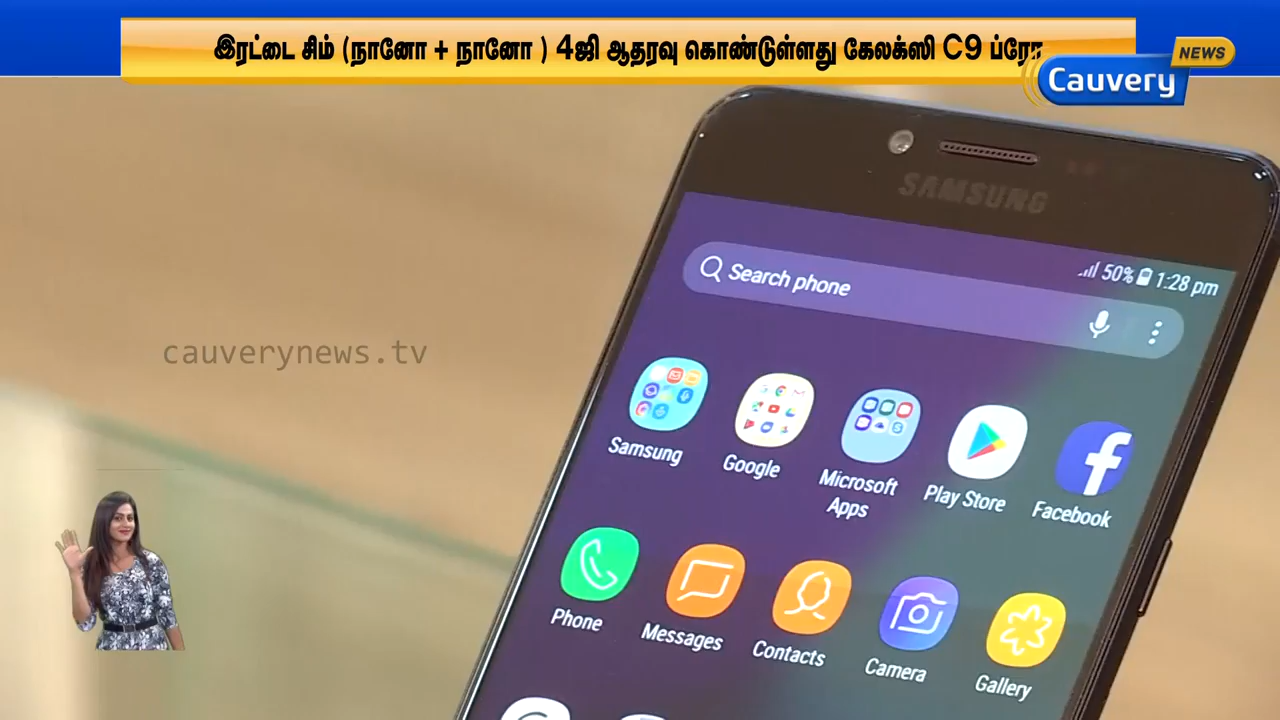 இரட்டை சிம் (நானோ + நானோ ) 4ஜி ஆதரவு கொண்டுள்ளது கேலக்ஸி C9 ப்ரோ
NEWS
Cauvery
SAMSUNG
50% 1:28 pm
Search phone
cauverynews.tv
Samsung
Google
Microsoft
Apps
Play Store
Facebook
Phone
Messages
Contacts
Camera
Gallery